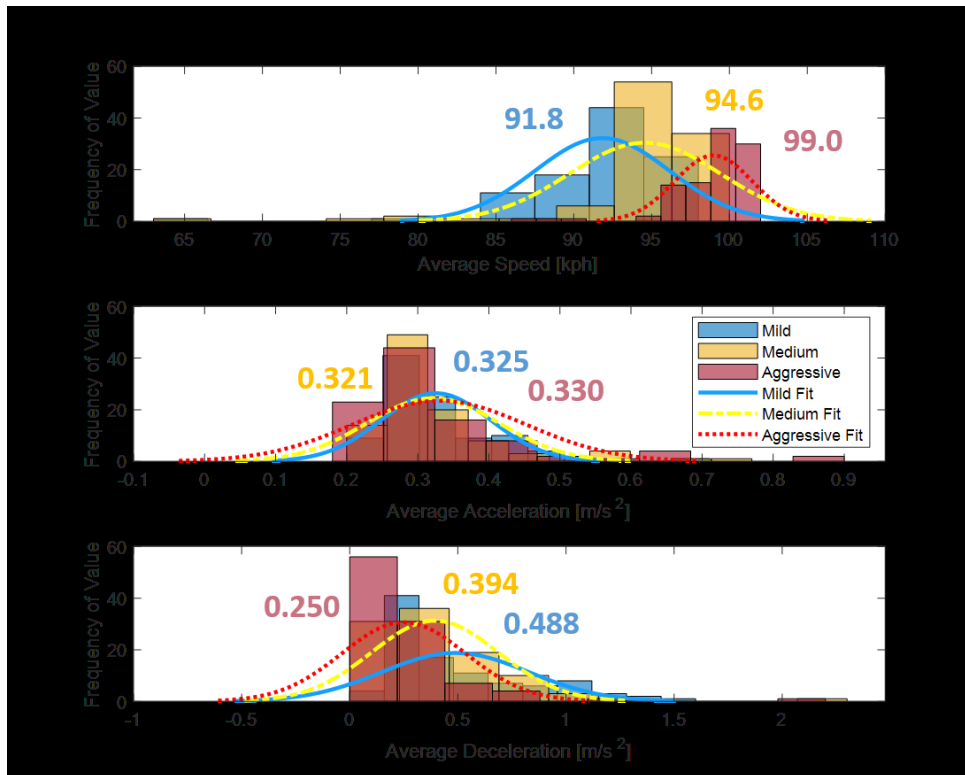 60
40
20
0
Frequency of Value
91.8
94.6
99.0
65 70 75 80 85 90 95 100 105 110
Average Speed [kph]
60
40
20
0
Frequency of Value
0.321
0.325
0.330
Mild
Medium
Aggressive
Mild Fit
Medium Fit
Aggressive Fit
-0.1 0 0.1 0.2 0.3 0.4 0.5 0.6 0.7 0.8 0.9
Average Acceleration [m/s²]
60
40
20
0
Frequency of Value
0.250
0.394
0.488
-1 -0.5 0 0.5 1 1.5 2
Average Deceleration [m/s²]